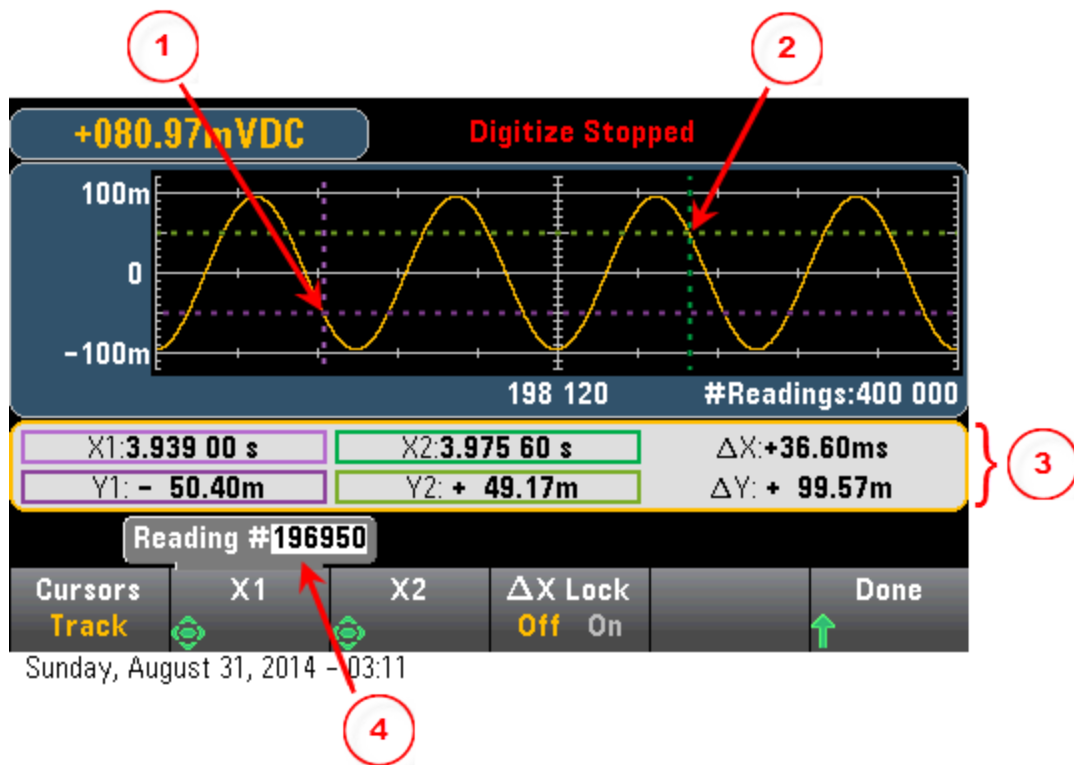 1
2
+080.97mVDC
Digitize Stopped
100m
0
-100m
198 120
#Readings:400 000
X1:3.939 00 s
X2:3.975 60 s
ΔX:+36.60ms
3
Y1: - 50.40m
Y2: + 49.17m
ΔY: + 99.57m
Reading #196950
Cursors
X1
X2
ΔX Lock
Done
Track
Off On
Sunday, August 31, 2014 - 03:11
4